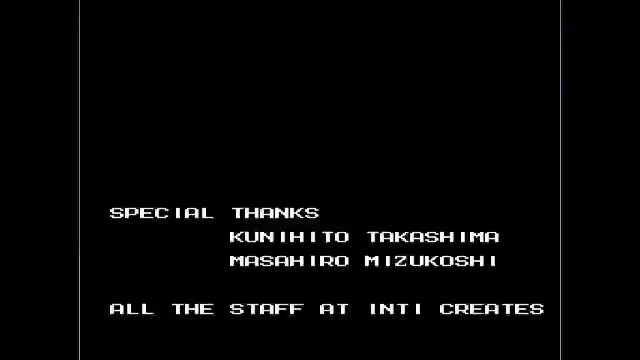 SPECIAL THANKS
KUNIHITO TAKASHIMA
MASAHIRO MIZUKOSHI
ALL THE STAFF AT INTI CREATES